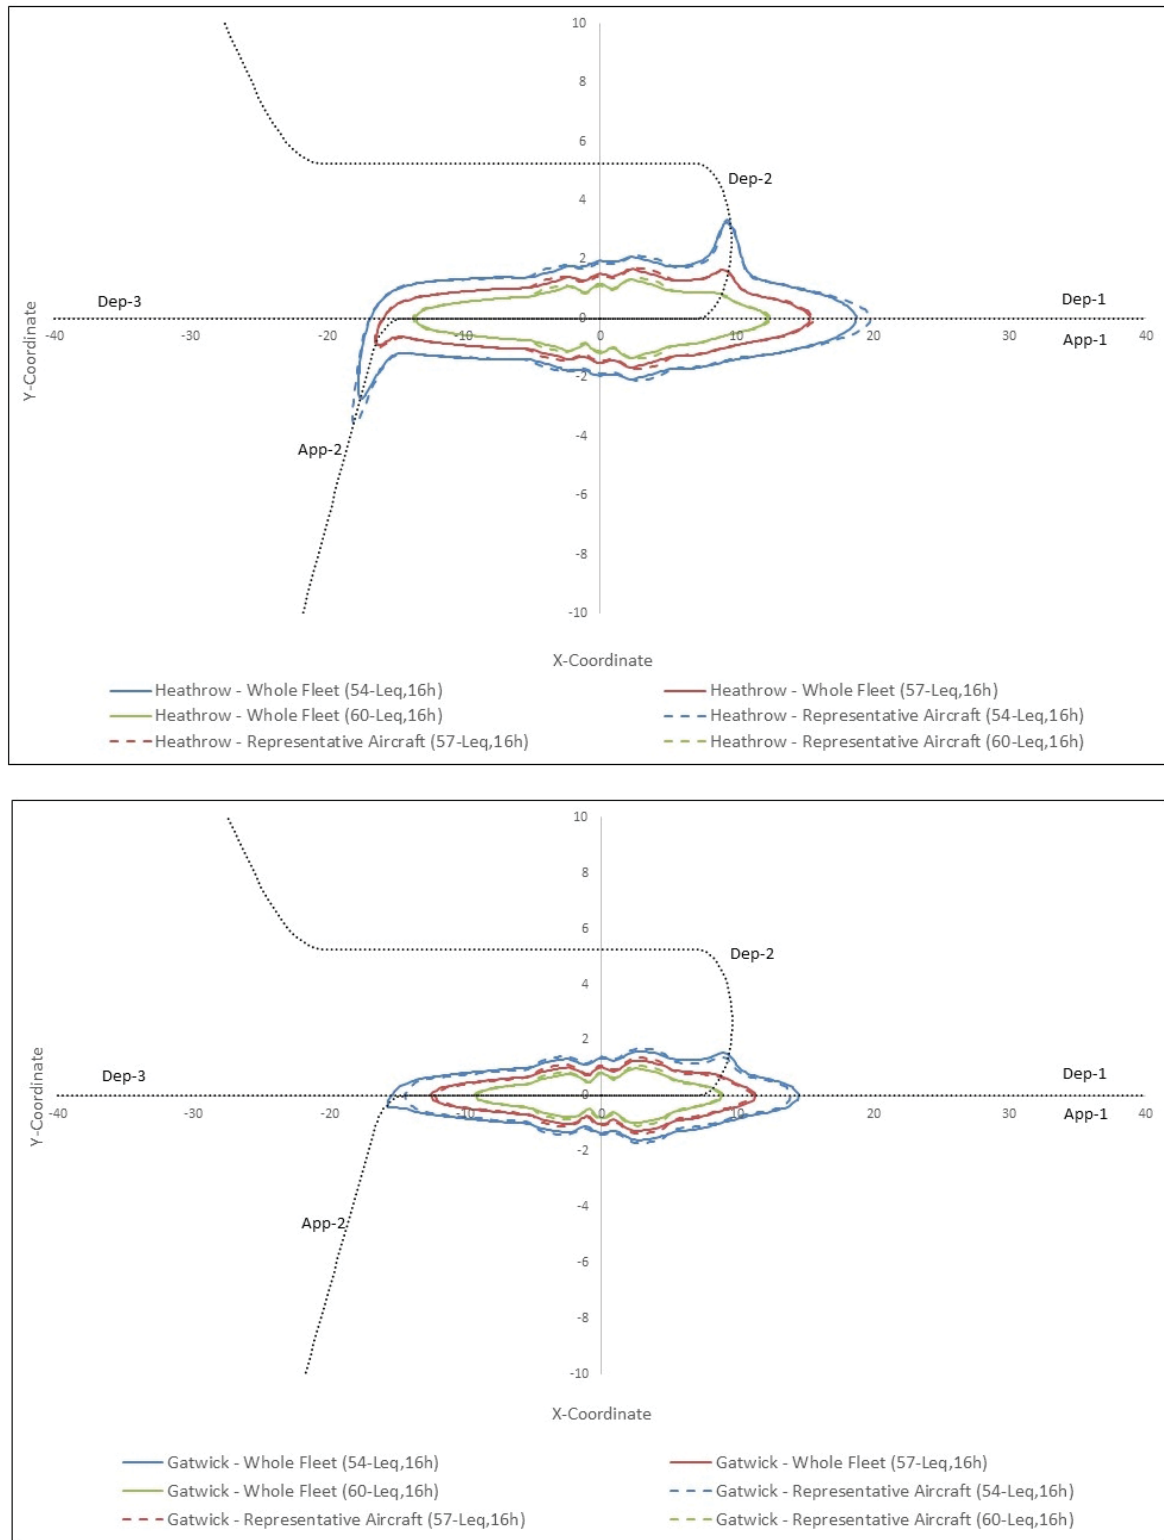 10
8
6
4
2
0
-2
-4
-6
-8
-10
Dep-2
Dep-3
Dep-1
-40 -30 -20 -10 0 10 20 30 40
App-1
App-2
Y-Coordinate
X-Coordinate
Heathrow - Whole Fleet (54-Leq,16h) Heathrow - Whole Fleet (57-Leq,16h)
Heathrow - Whole Fleet (60-Leq,16h) Heathrow - Representative Aircraft (54-Leq,16h)
Heathrow - Representative Aircraft (57-Leq,16h) Heathrow - Representative Aircraft (60-Leq,16h)
10
8
6
4
2
0
-2
-4
-6
-8
-10
Dep-2
Dep-3
Dep-1
-40 -30 -20 -10 0 10 20 30 40
App-1
App-2
Y-Coordinate
X-Coordinate
Gatwick - Whole Fleet (54-Leq,16h) Gatwick - Whole Fleet (57-Leq,16h)
Gatwick - Whole Fleet (60-Leq,16h) Gatwick - Representative Aircraft (54-Leq,16h)
Gatwick - Representative Aircraft (57-Leq,16h) Gatwick - Representative Aircraft (60-Leq,16h)